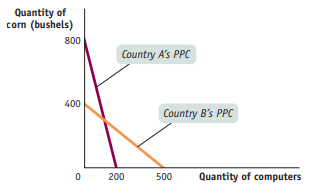 Quantity of
corn (bushels)
800
Country A's PPC
400
Country B's PPC
0 200 500 Quantity of computers